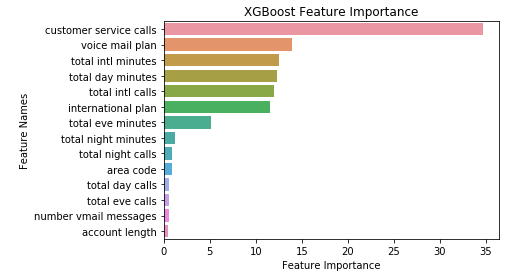 XGBoost Feature Importance
customer service calls
voice mail plan
total intl minutes
total day minutes
total intl calls
international plan
total eve minutes
total night minutes
total night calls
area code
total day calls
total eve calls
number vmail messages
account length
Feature Names
0 5 10 15 20 25 30 35
Feature Importance